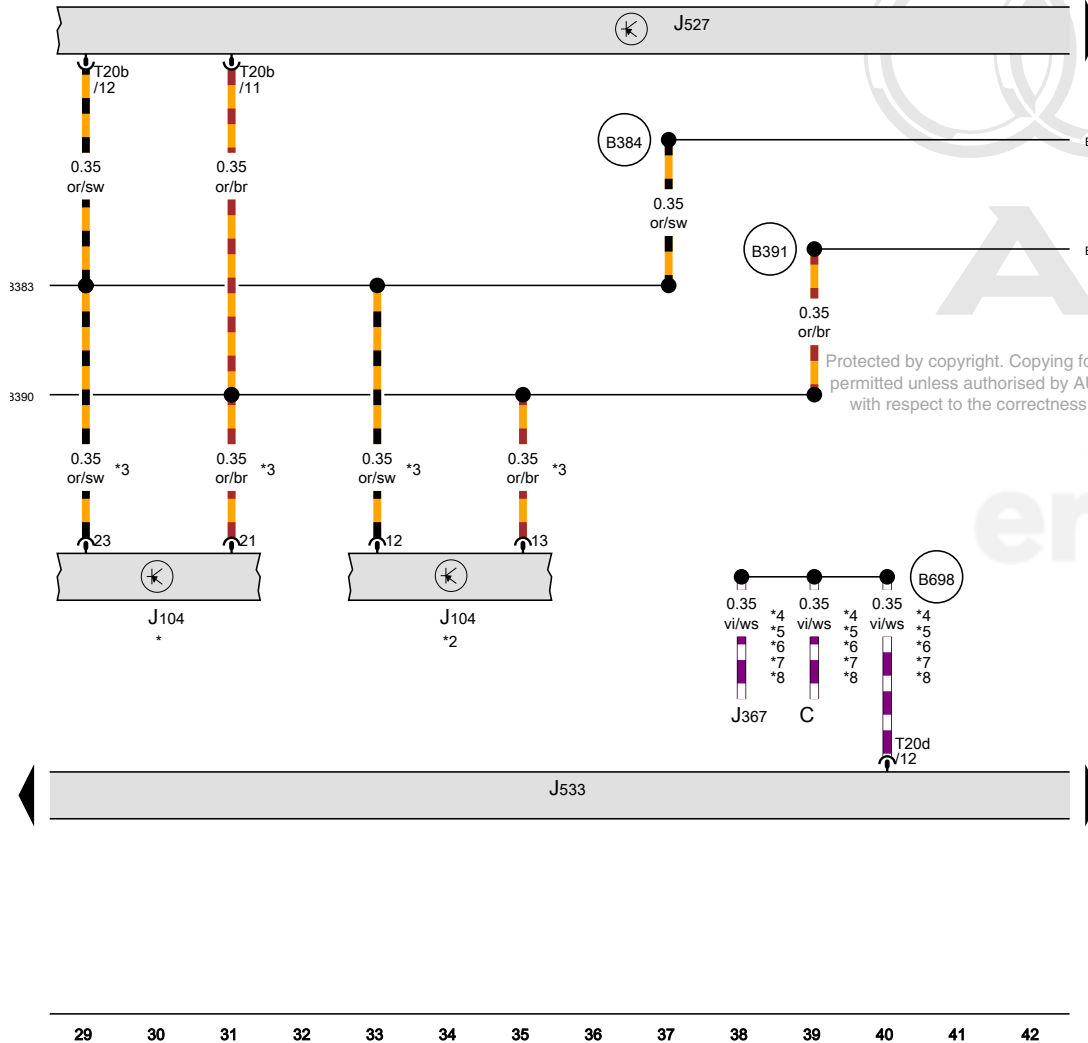 J527
T20b
/12
T20b
/11
0.35
or/sw
0.35
or/br
B384
0.35
or/sw
B391
0.35
or/br
B383
B390
A
Protected by copyright. Copying fo
permitted unless authorised by AU
with respect to the correctness
0.35
or/sw
*3
0.35
or/br
*3
0.35
or/sw
*3
0.35
or/br
*3
23
21
12
13
er
J104
*
J104
*2
B698
0.35
vi/ws
*4
*5
*6
*7
*8
0.35
vi/ws
*4
*5
*6
*7
*8
0.35
vi/ws
*4
*5
*6
*7
*8
J367
C
T20d
/12
J533
29 30 31 32 33 34 35 36 37 38 39 40 41 42